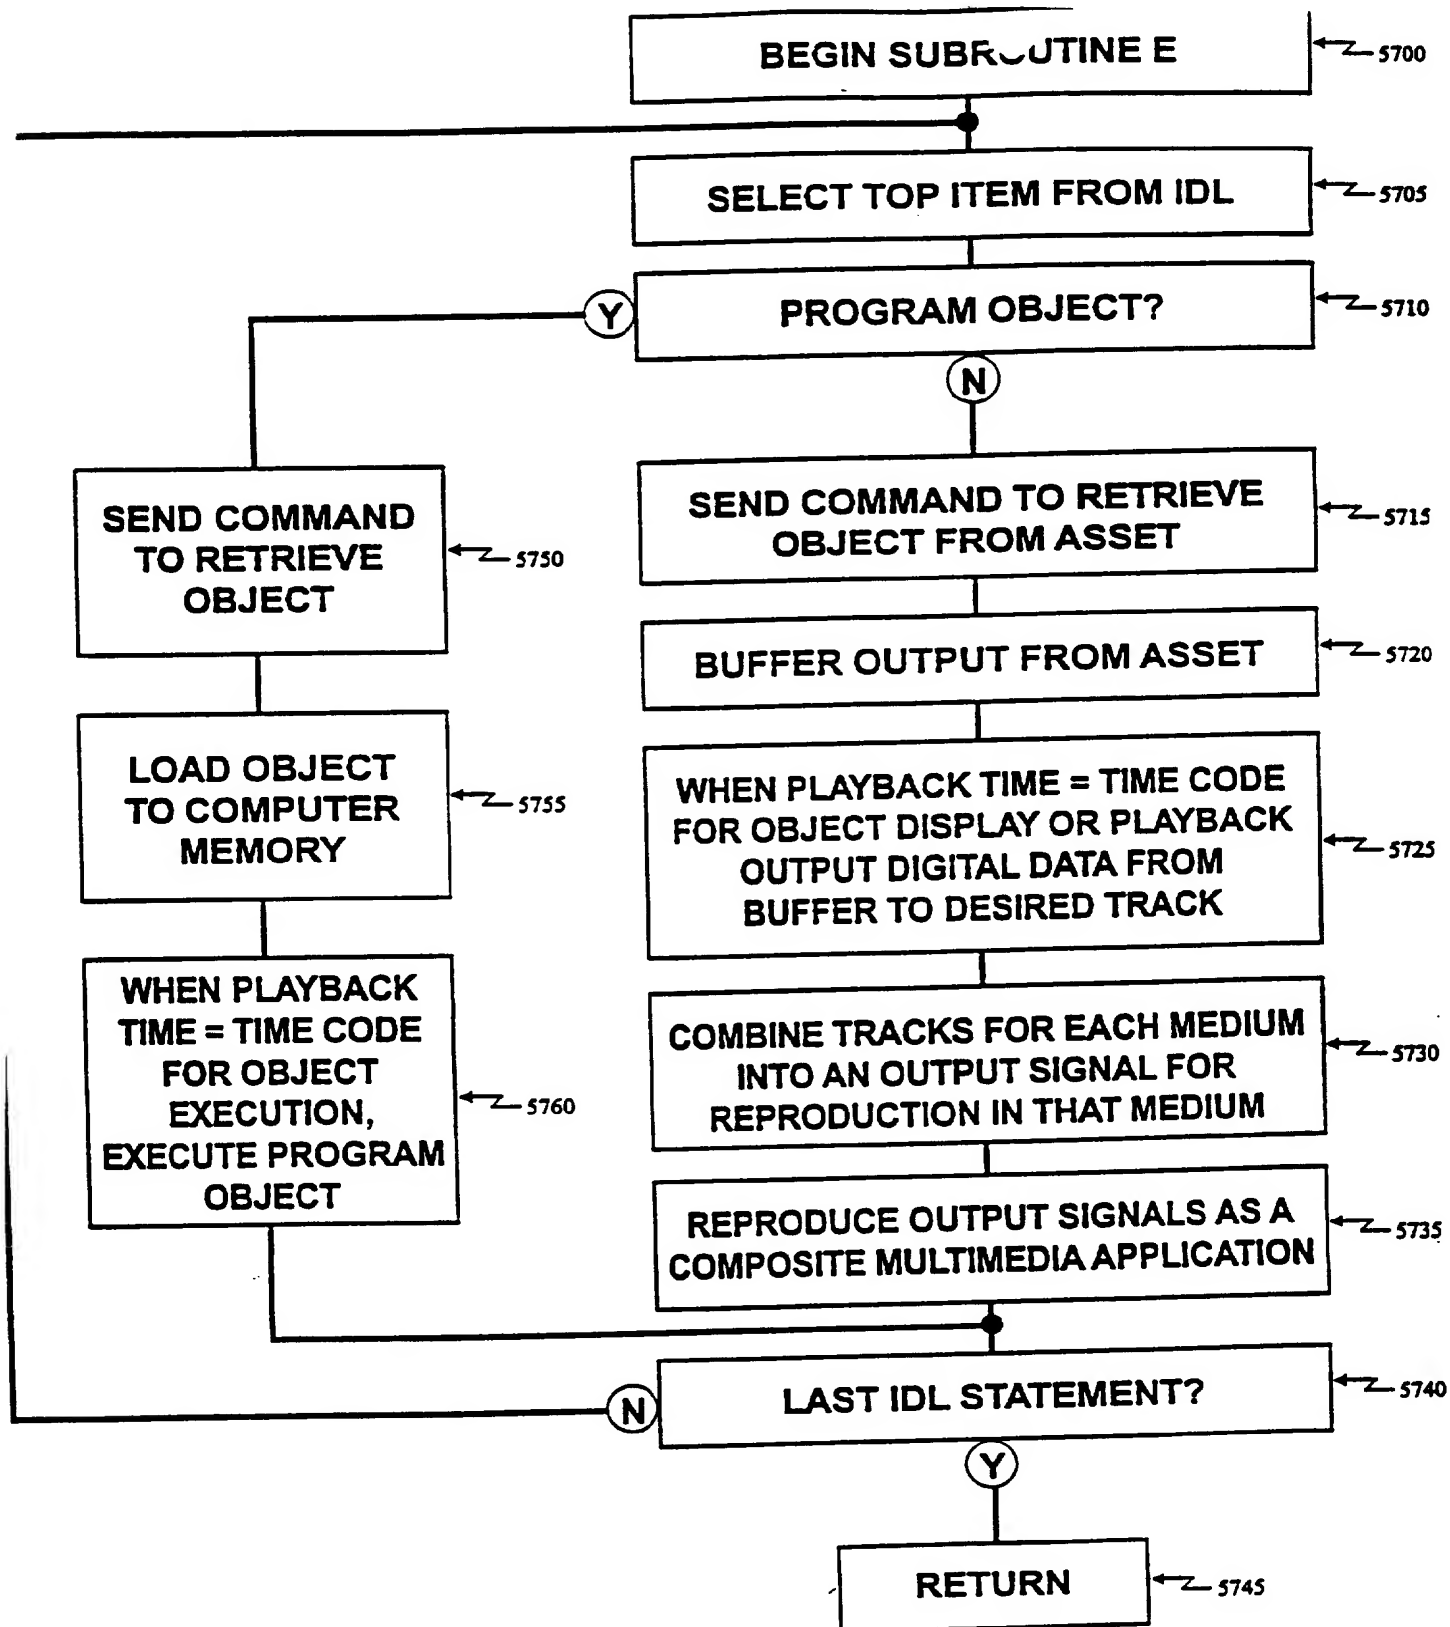 BEGIN SUBROUTINE E
5700
SELECT TOP ITEM FROM IDL
5705
PROGRAM OBJECT?
5710
Y
N
SEND COMMAND
TO RETRIEVE
OBJECT
5750
LOAD OBJECT
TO COMPUTER
MEMORY
5755
WHEN PLAYBACK
TIME = TIME CODE
FOR OBJECT
EXECUTION,
EXECUTE PROGRAM
OBJECT
5760
SEND COMMAND TO RETRIEVE
OBJECT FROM ASSET
5715
BUFFER OUTPUT FROM ASSET
5720
WHEN PLAYBACK TIME = TIME CODE
FOR OBJECT DISPLAY OR PLAYBACK
OUTPUT DIGITAL DATA FROM
BUFFER TO DESIRED TRACK
5725
COMBINE TRACKS FOR EACH MEDIUM
INTO AN OUTPUT SIGNAL FOR
REPRODUCTION IN THAT MEDIUM
5730
REPRODUCE OUTPUT SIGNALS AS A
COMPOSITE MULTIMEDIA APPLICATION
5735
LAST IDL STATEMENT?
5740
N
Y
RETURN
5745